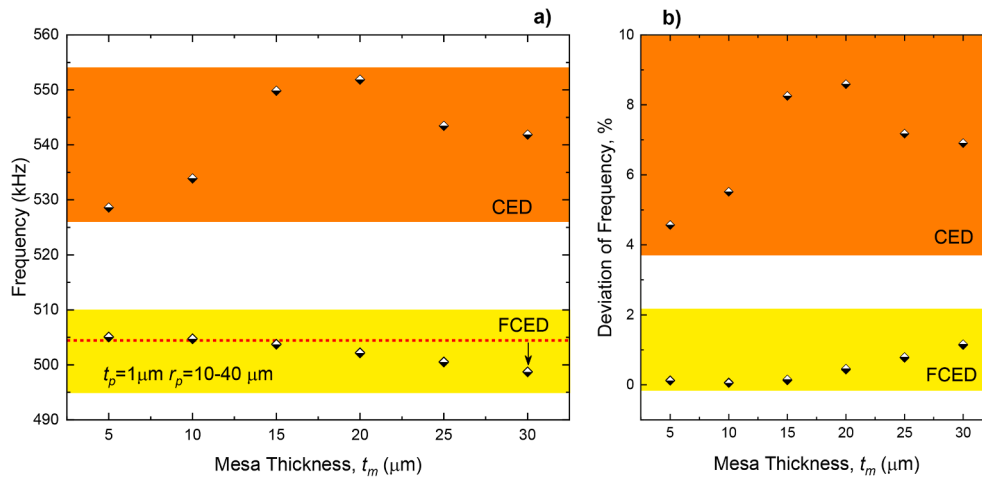 a)
560
550
540
530
520
510
500
490
Frequency (kHz)
CED
FCED
t_p=1μm r_p=10-40 μm
5 10 15 20 25 30
Mesa Thickness, t_m (μm)
b)
10
8
6
4
2
0
Deviation of Frequency, %
CED
FCED
5 10 15 20 25 30
Mesa Thickness, t_m (μm)